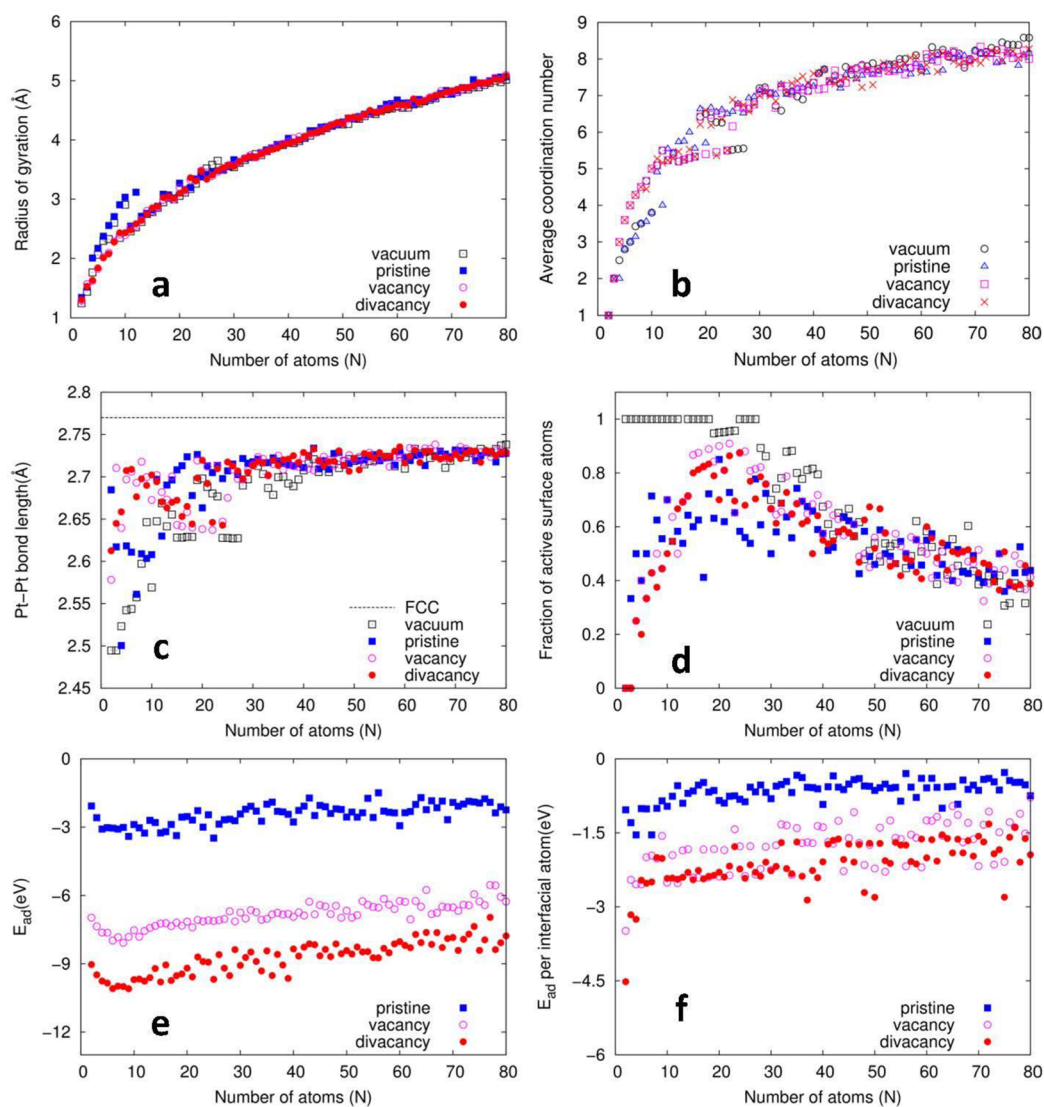 6
5
4
3
2
1
0 10 20 30 40 50 60 70 80
Radius of gyration (Å)
Number of atoms (N)
vacuum
pristine
vacancy
divacancy
a
9
8
7
6
5
4
3
2
1
0 10 20 30 40 50 60 70 80
Average coordination number
Number of atoms (N)
vacuum
pristine
vacancy
divacancy
b
2.8
2.75
2.7
2.65
2.6
2.55
2.5
2.45
0 10 20 30 40 50 60 70 80
Pt-Pt bond length(Å)
Number of atoms (N)
FCC
vacuum
pristine
vacancy
divacancy
c
1
0.8
0.6
0.4
0.2
0
0 10 20 30 40 50 60 70 80
Fraction of active surface atoms
Number of atoms (N)
vacuum
pristine
vacancy
divacancy
d
0
-3
-6
-9
-12
0 10 20 30 40 50 60 70 80
E_ad(eV)
Number of atoms (N)
pristine
vacancy
divacancy
e
0
-1.5
-3
-4.5
-6
0 10 20 30 40 50 60 70 80
E_ad per interfacial atom(eV)
Number of atoms (N)
pristine
vacancy
divacancy
f